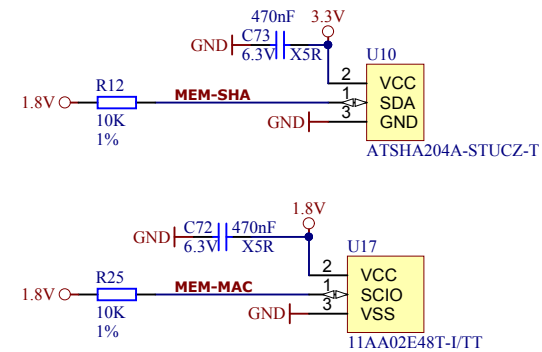 470nF 3.3V
GND C73 6.3V X5R
U10
R12
1.8V MEM-SHA
10K
1%
2 VCC
1 SDA
GND 3 GND
ATSHA204A-STUCZ-T
1.8V
GND C72 470nF
6.3V X5R
U17
R25
1.8V MEM-MAC
10K
1%
2 VCC
1 SCIO
GND 3 VSS
11AA02E48T-I/TT